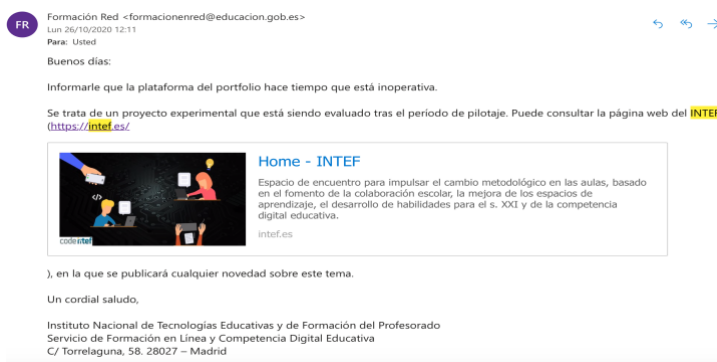 FR
Formación Red <formacionenred@educacion.gob.es>
Lun 26/10/2020 12:11
Para: Usted
Buenos días:
Informarle que la plataforma del portfolio hace tiempo que está inoperativa.
Se trata de un proyecto experimental que está siendo evaluado tras el período de pilotaje. Puede consultar la página web del INTEF
(https://intef.es/
Home - INTEF
Espacio de encuentro para impulsar el cambio metodológico en las aulas, basado
en el fomento de la colaboración escolar, la mejora de los espacios de
aprendizaje, el desarrollo de habilidades para el s. XXI y de la competencia
digital educativa.
intef.es
</>
codeintef
), en la que se publicará cualquier novedad sobre este tema.
Un cordial saludo,
Instituto Nacional de Tecnologías Educativas y de Formación del Profesorado
Servicio de Formación en Línea y Competencia Digital Educativa
C/ Torrelaguna, 58. 28027 – Madrid